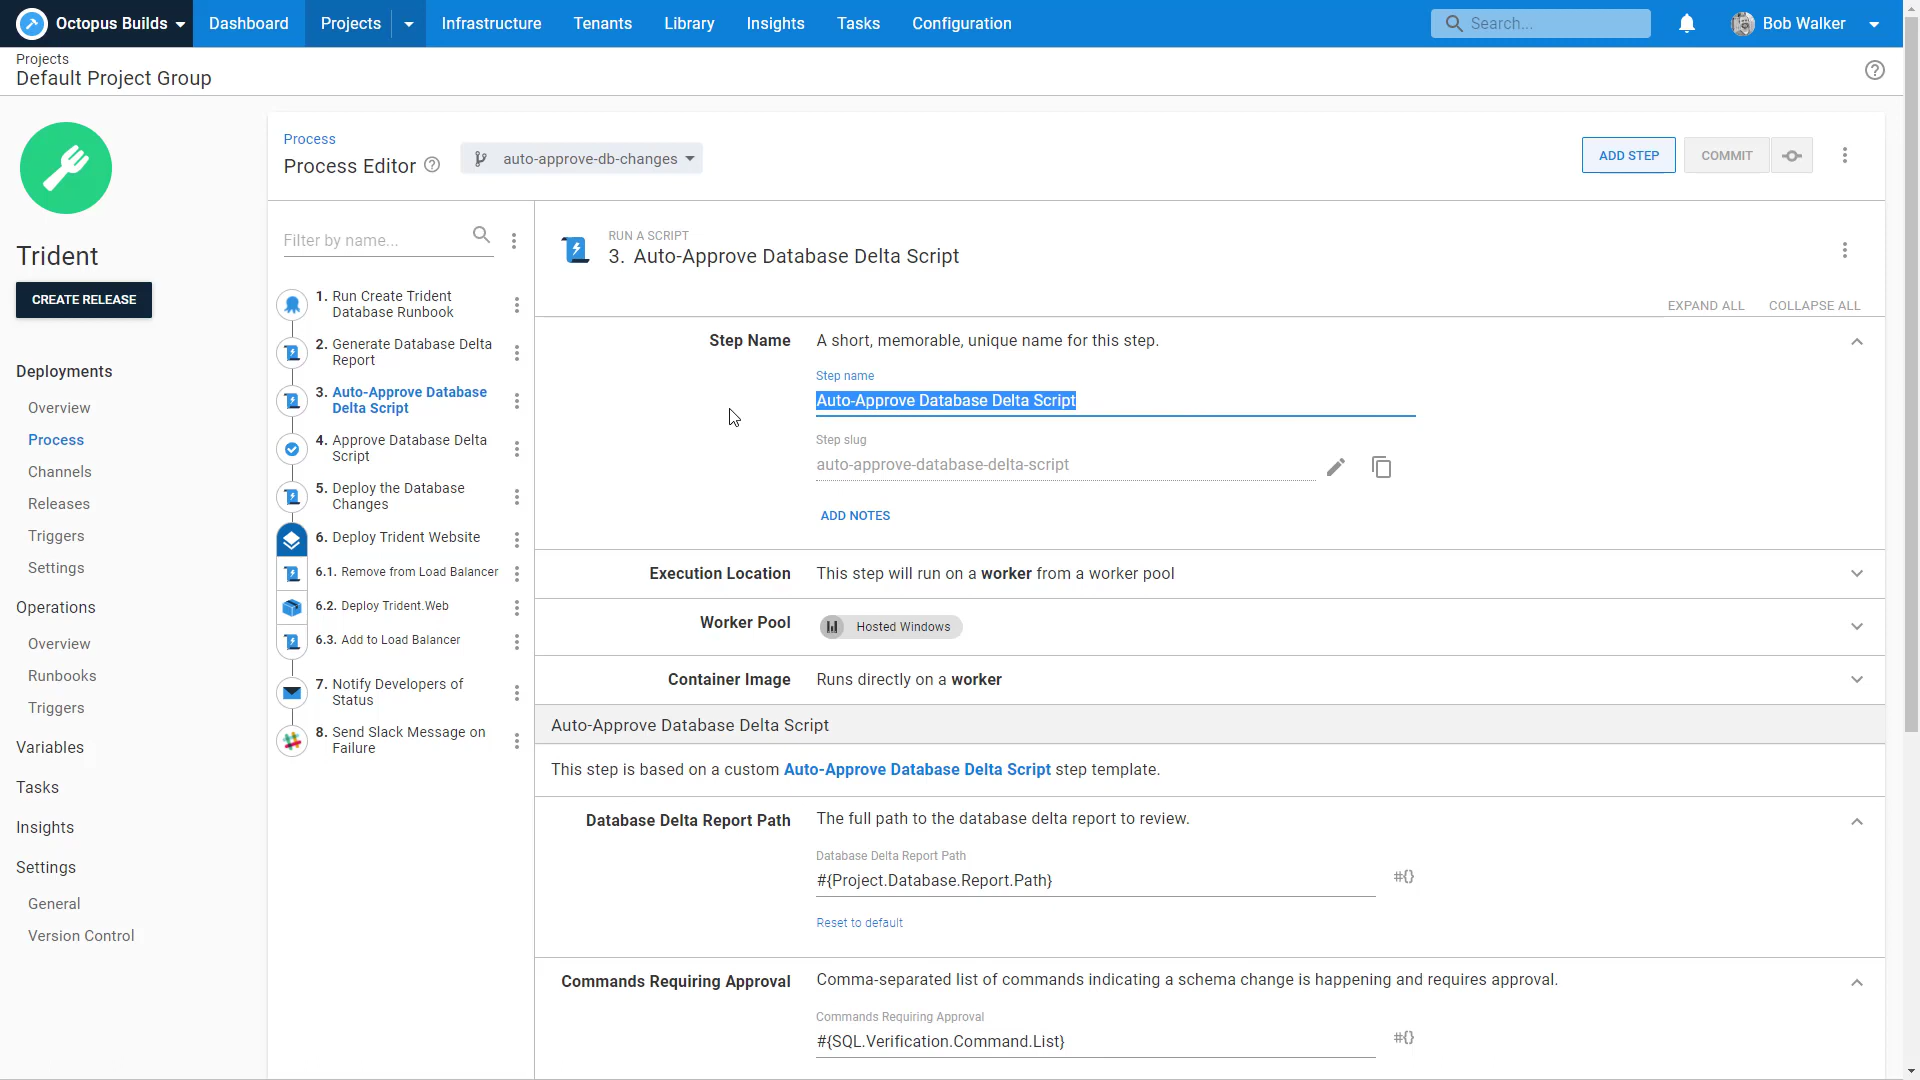 Octopus Builds
Dashboard
Projects
Infrastructure
Tenants
Library
Insights
Tasks
Configuration
Search...
Bob Walker
Projects
Default Project Group
Trident
CREATE RELEASE
Deployments
Overview
Process
Channels
Releases
Triggers
Settings
Operations
Overview
Runbooks
Triggers
Variables
Tasks
Insights
Settings
General
Version Control
Process
Process Editor
auto-approve-db-changes
ADD STEP
COMMIT
Filter by name...
1. Run Create Trident
Database Runbook
2. Generate Database Delta
Report
3. Auto-Approve Database
Delta Script
4. Approve Database Delta
Script
5. Deploy the Database
Changes
6. Deploy Trident Website
6.1. Remove from Load Balancer
6.2. Deploy Trident.Web
6.3. Add to Load Balancer
7. Notify Developers of
Status
8. Send Slack Message on
Failure
RUN A SCRIPT
3. Auto-Approve Database Delta Script
EXPAND ALL
COLLAPSE ALL
Step Name
A short, memorable, unique name for this step.
Step name
Auto-Approve Database Delta Script
Step slug
auto-approve-database-delta-script
ADD NOTES
Execution Location
This step will run on a worker from a worker pool
Worker Pool
Hosted Windows
Container Image
Runs directly on a worker
Auto-Approve Database Delta Script
This step is based on a custom Auto-Approve Database Delta Script step template.
Database Delta Report Path
The full path to the database delta report to review.
Database Delta Report Path
#{Project.Database.Report.Path}
#{}
Reset to default
Commands Requiring Approval
Comma-separated list of commands indicating a schema change is happening and requires approval.
Commands Requiring Approval
#{SQL.Verification.Command.List}
#{}